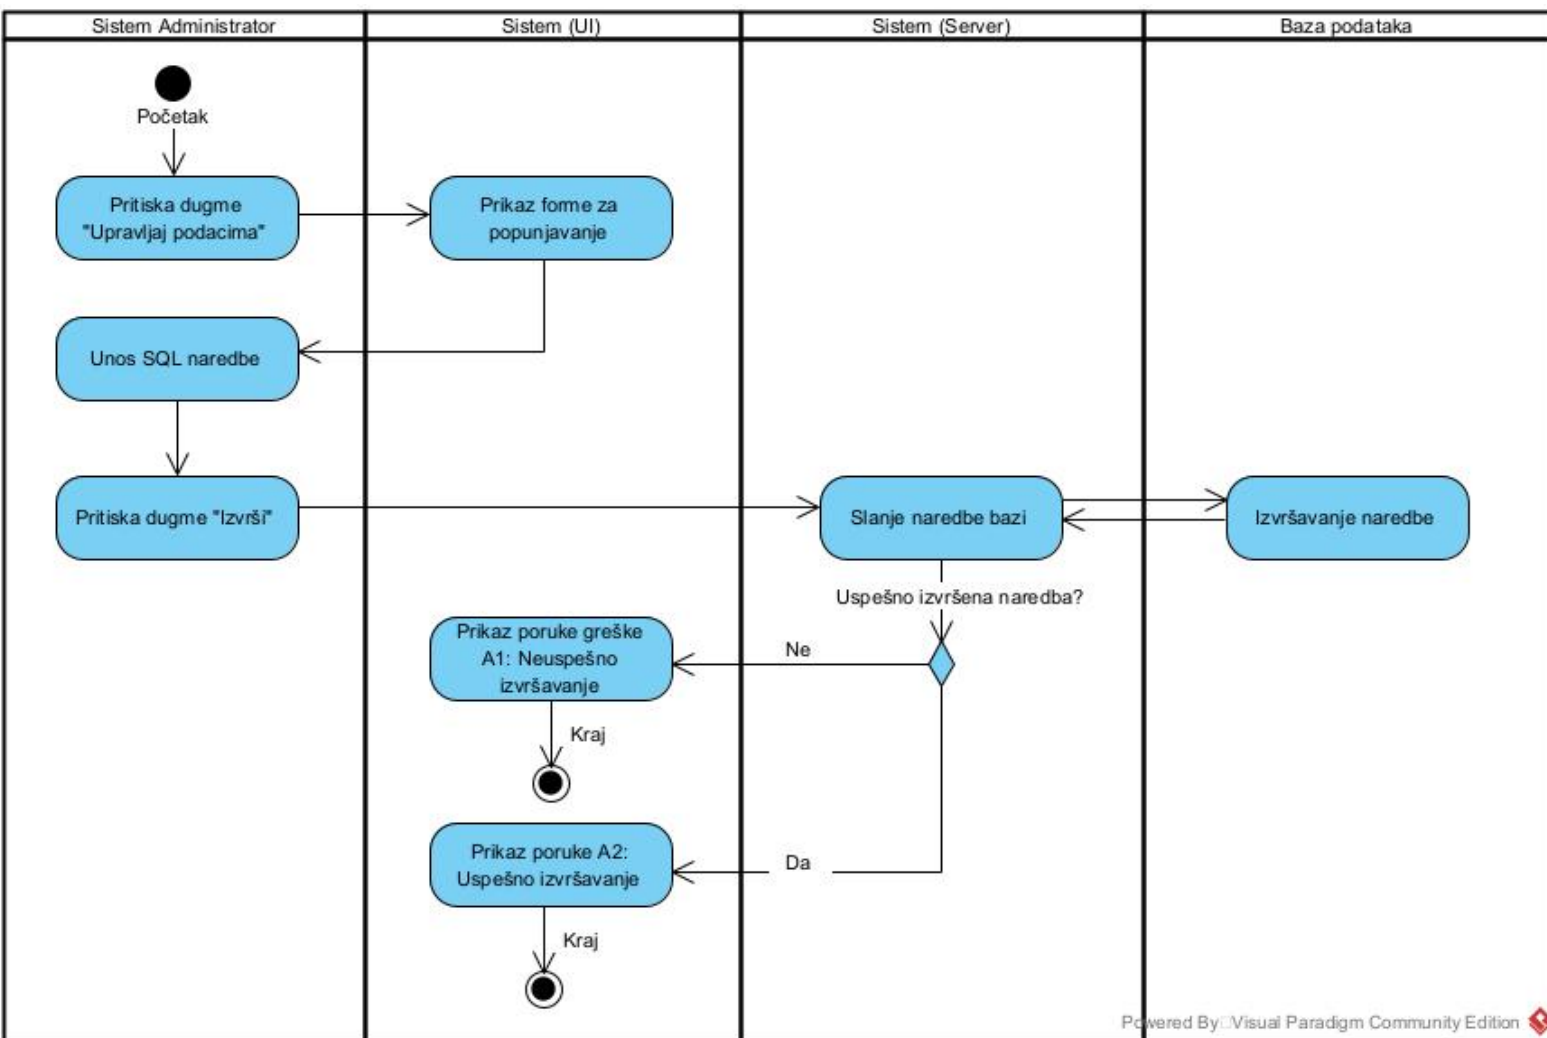 Sistem Administrator
Sistem (UI)
Sistem (Server)
Baza podataka
Početak
Pritiska dugme
"Upravljaj podacima"
Prikaz forme za
popunjavanje
Unos SQL naredbe
Pritiska dugme "Izvrši"
Slanje naredbe bazi
Izvršavanje naredbe
Uspešno izvršena naredba?
Prikaz poruke greške
A1: Neuspešno
izvršavanje
Ne
Kraj
Prikaz poruke A2:
Uspešno izvršavanje
Da
Kraj
Powered By Visual Paradigm Community Edition